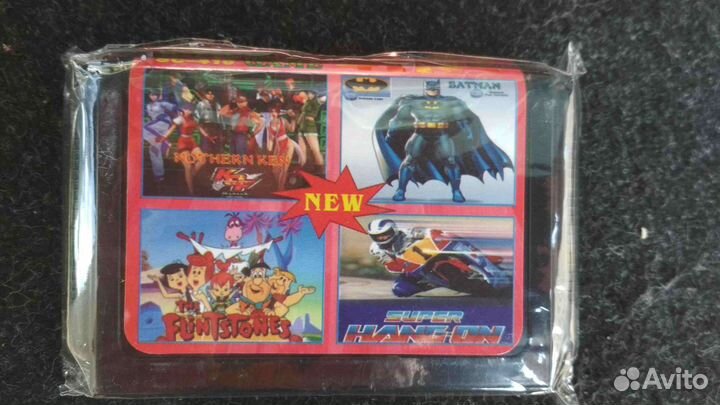 BATMAN
NOTHERN KEN
NEW
THE
FLINTSTONES
SUPER
HANG-ON
Avito